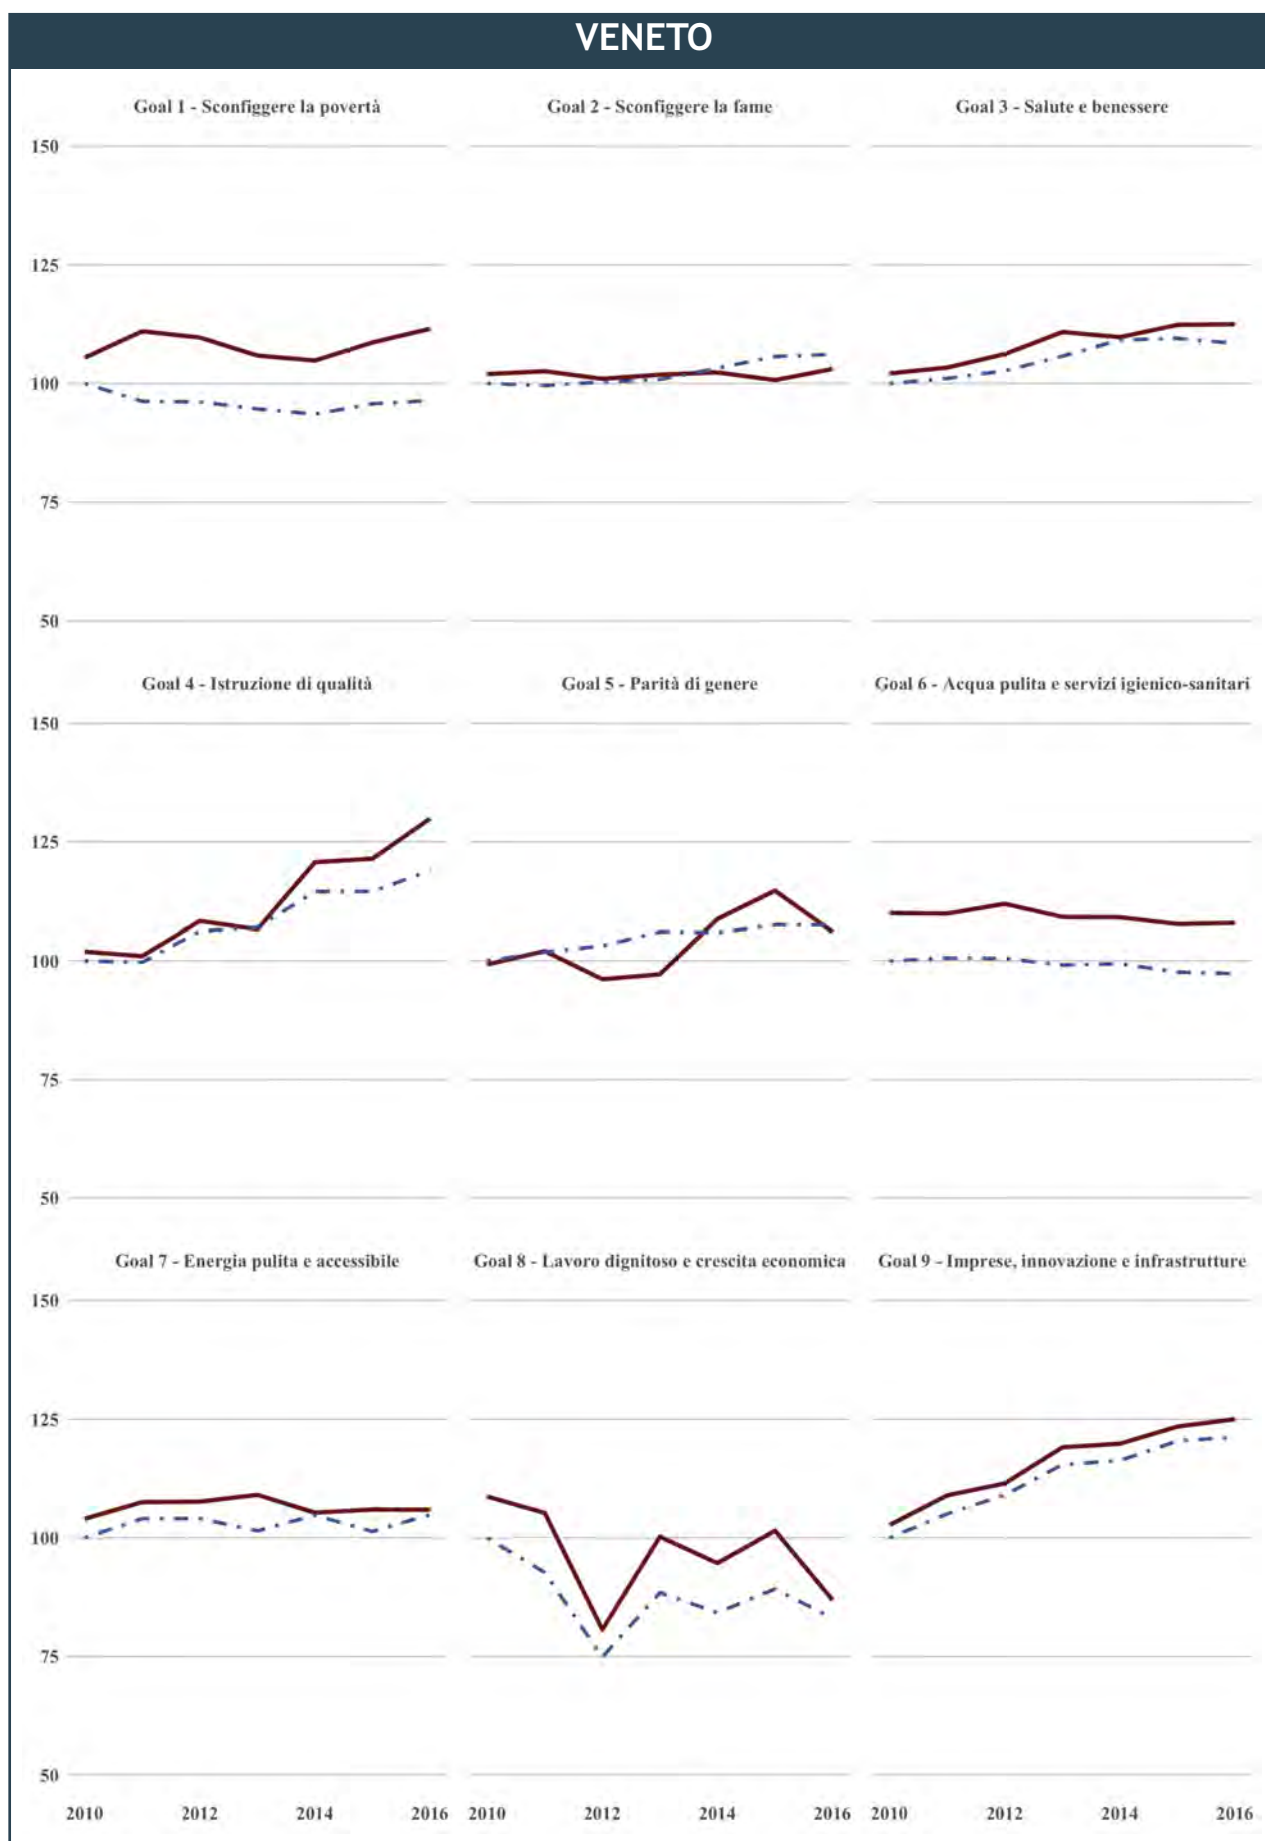 VENETO
Goal 1 - Sconfiggere la povertà
Goal 2 - Sconfiggere la fame
Goal 3 - Salute e benessere
150
125
100
75
50
Goal 4 - Istruzione di qualità
Goal 5 - Parità di genere
Goal 6 - Acqua pulita e servizi igienico-sanitari
150
125
100
75
50
Goal 7 - Energia pulita e accessibile
Goal 8 - Lavoro dignitoso e crescita economica
Goal 9 - Imprese, innovazione e infrastrutture
150
125
100
75
50
2010 2012 2014 2016 2010 2012 2014 2016 2010 2012 2014 2016